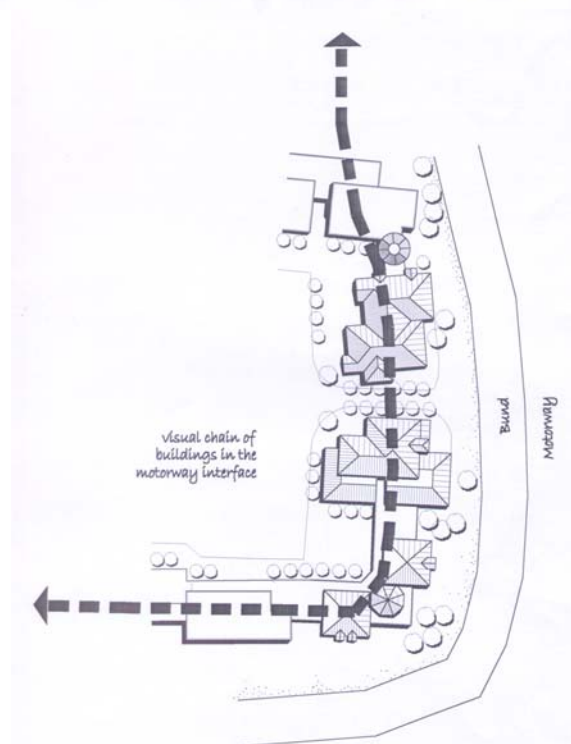 visual chain of
buildings in the
motorway interface
Bund
Motorway